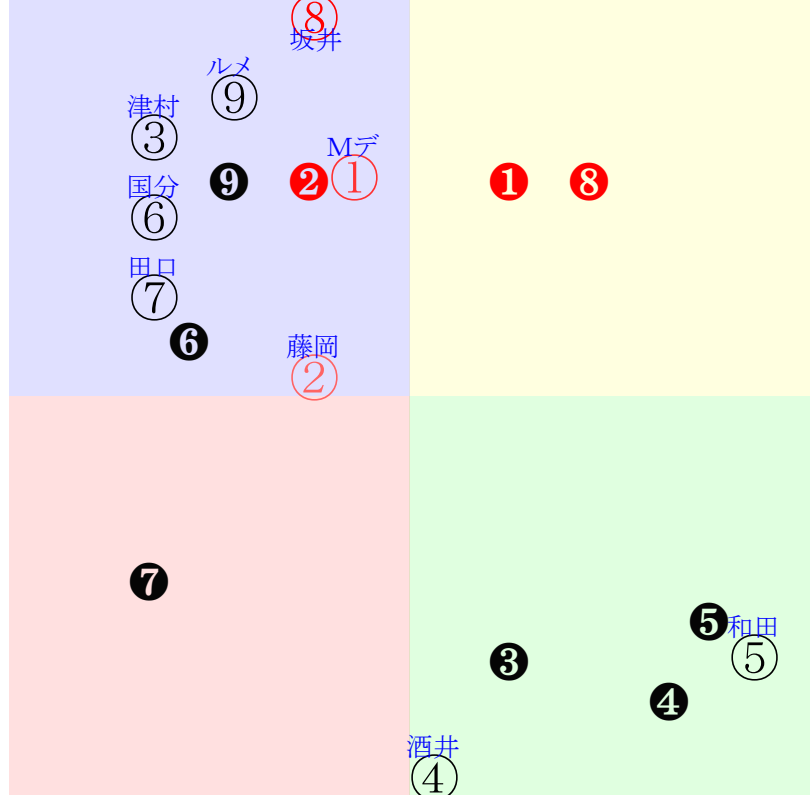 ⑧
坂井
ルメ
⑨
津村
③
Mデ
①
❾
❷
❶
❽
国分
⑥
田口
⑦
❻
藤岡
②
❼
❺
和田
⑤
❸
❹
酒井
④